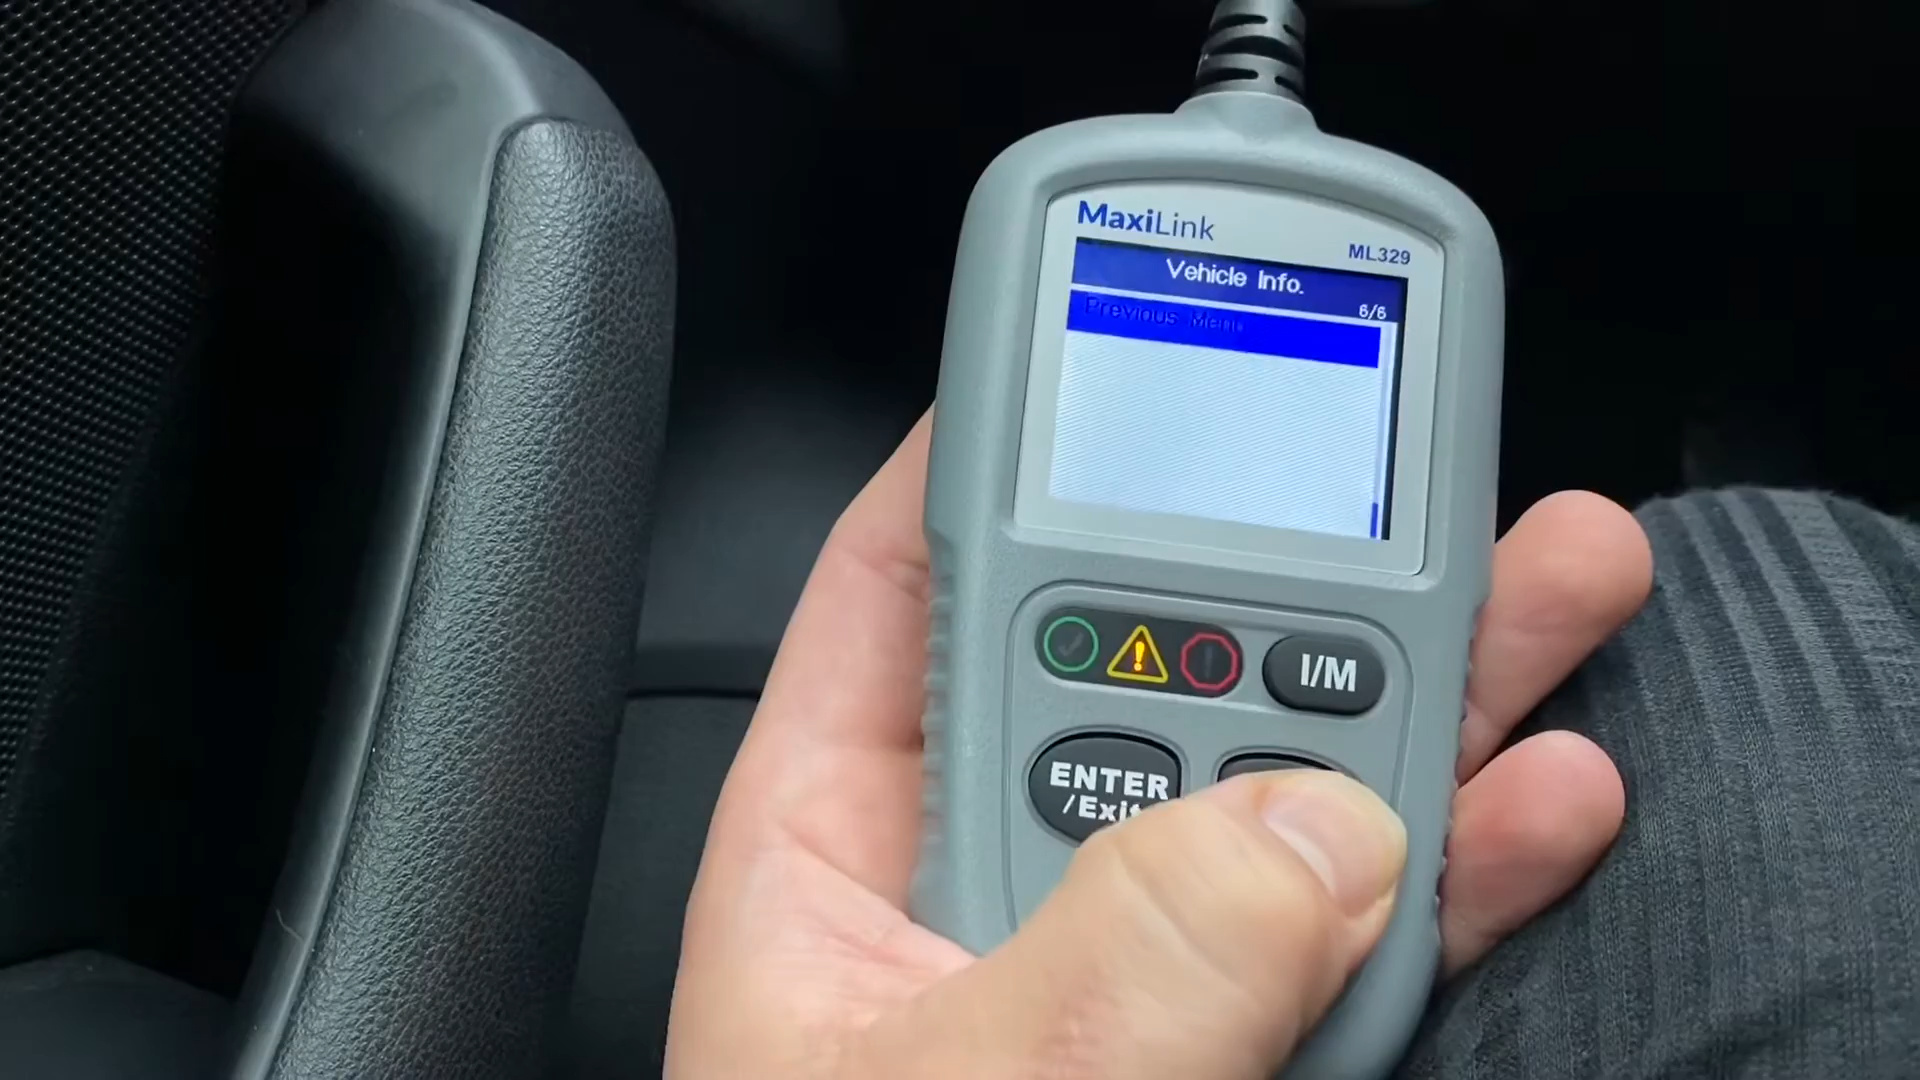 MaxiLink
ML329
Vehicle Info.
6/6
Previous Menu
I/M
ENTER
/Exit